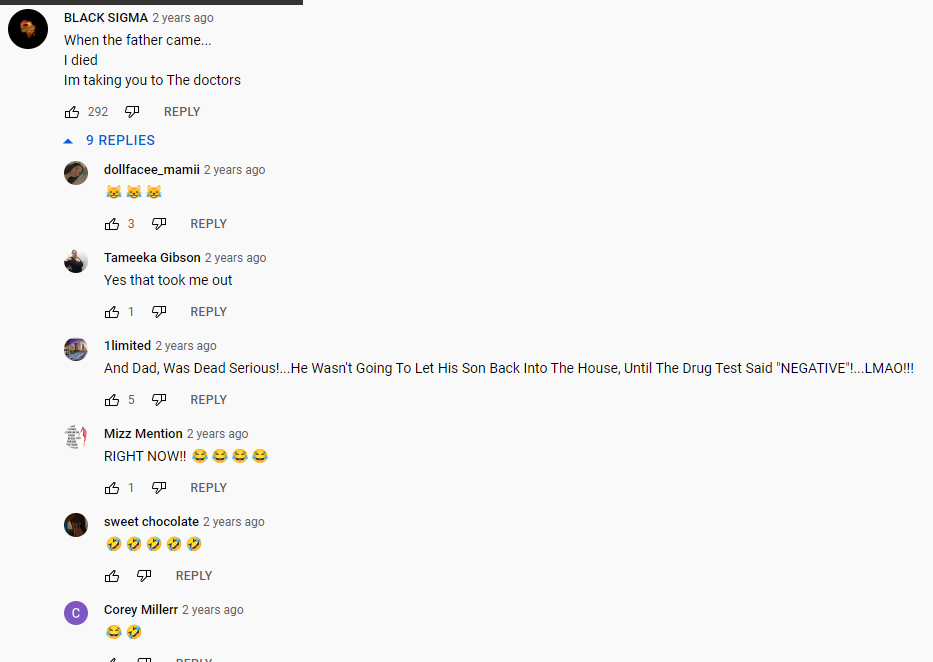 BLACK SIGMA 2 years ago
When the father came...
I died
Im taking you to The doctors
292 REPLY
9 REPLIES
dollfacee_mamii 2 years ago
😹 😹 😹
3 REPLY
Tameeka Gibson 2 years ago
Yes that took me out
1 REPLY
1limited 2 years ago
And Dad, Was Dead Serious!...He Wasn't Going To Let His Son Back Into The House, Until The Drug Test Said "NEGATIVE"!...LMAO!!!
5 REPLY
Mizz Mention 2 years ago
RIGHT NOW!! 😂 😂 😂 😂
1 REPLY
sweet chocolate 2 years ago
🤣 🤣 🤣 🤣 🤣
REPLY
C Corey Millerr 2 years ago
😂 🤣
REPLY